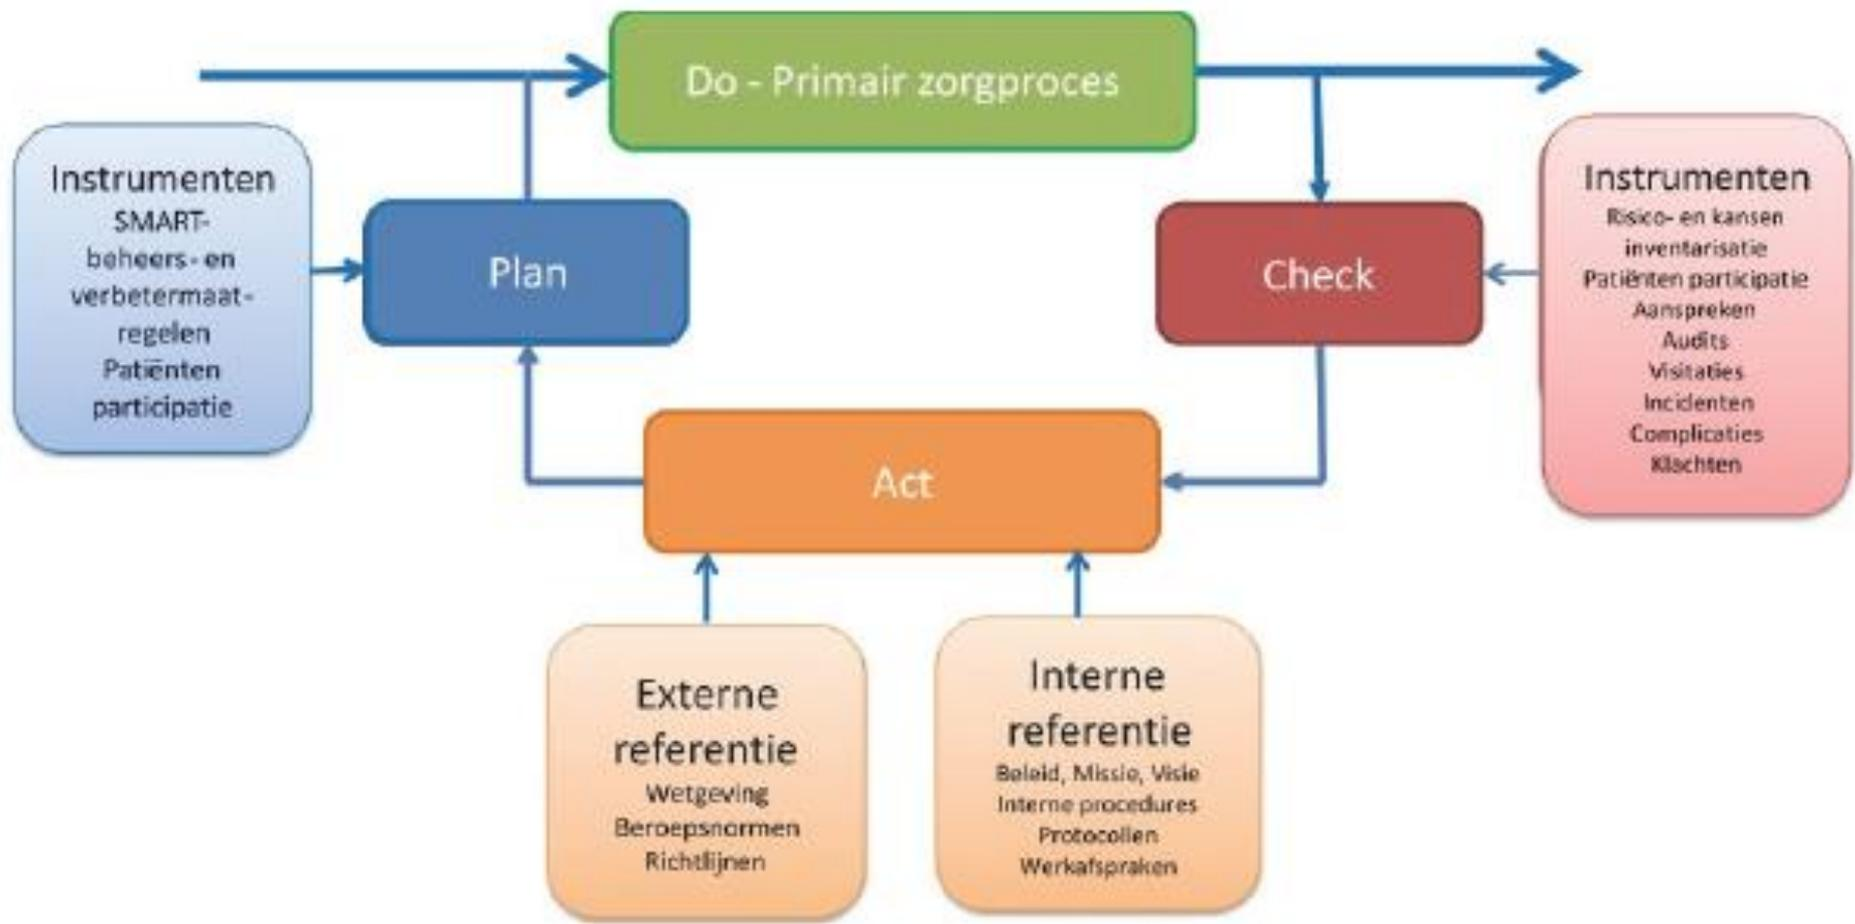 Do - Primair zorgproces
Instrumenten
SMART-
beheers- en
verbetermaat-
regelen
Patiënten
participatie
Plan
Check
Instrumenten
Risico- en kansen
inventarisatie
Patiënten participatie
Aanspreken
Audits
Visitaties
Incidenten
Complicaties
Klachten
Act
Externe
referentie
Wetgeving
Beroepsnormen
Richtlijnen
Interne
referentie
Beleid, Missie, Visie
Interne procedures
Protocollen
Werkafspraken